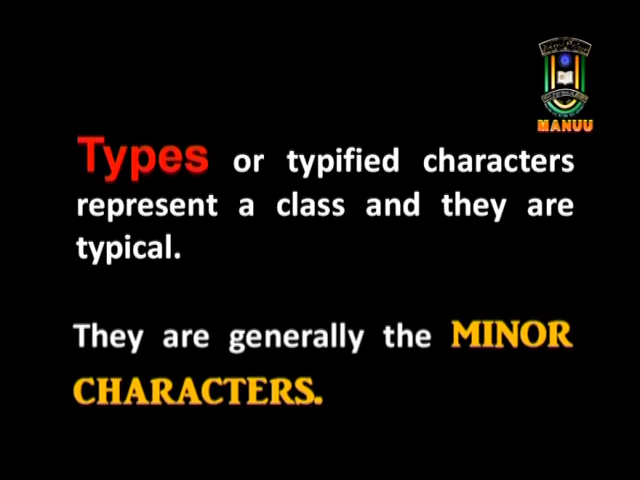 MANUU
Types or typified characters
represent a class and they are
typical.
They are generally the MINOR
CHARACTERS.